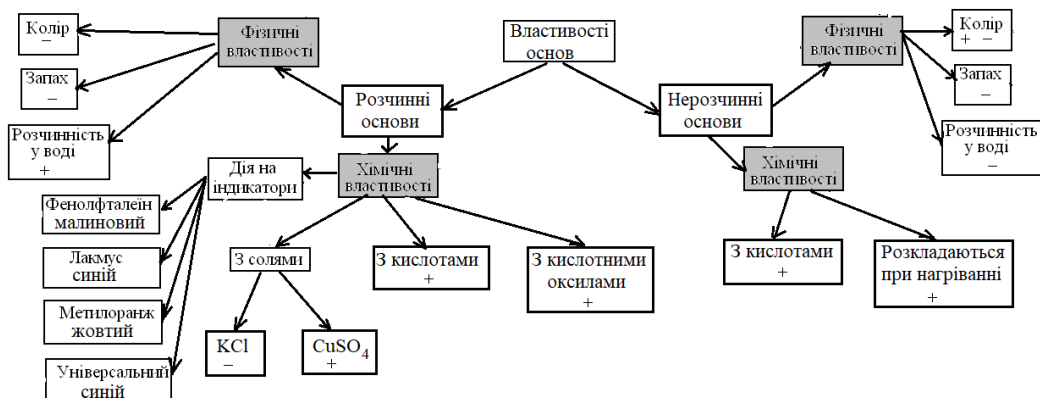 Властивості
основ
Розчинні
основи
Фізичні
властивості
Колір
–
Запах
–
Розчинність
у воді
+
Хімічні
властивості
Дія на
індикатори
Фенолфталеїн
малиновий
Лакмус
синій
Метилоранж
жовтий
Універсальний
синій
З солями
KCl
–
CuSO₄
+
З кислотами
+
З кислотними
оксилами
+
Нерозчинні
основи
Фізичні
властивості
Колір
+ –
Запах
–
Розчинність
у воді
–
Хімічні
властивості
З кислотами
+
Розкладаються
при нагріванні
+